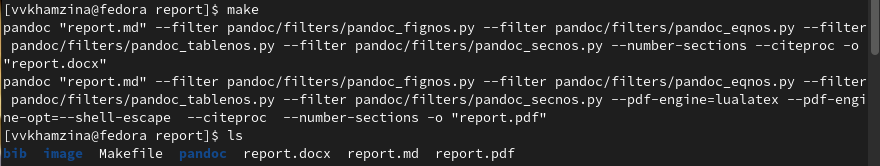 [vvkhamzina@fedora report]$ make
pandoc "report.md" --filter pandoc/filters/pandoc_fignos.py --filter pandoc/filters/pandoc_eqnos.py --filter
 pandoc/filters/pandoc_tablenos.py --filter pandoc/filters/pandoc_secnos.py --number-sections --citeproc -o
"report.docx"
pandoc "report.md" --filter pandoc/filters/pandoc_fignos.py --filter pandoc/filters/pandoc_eqnos.py --filter
 pandoc/filters/pandoc_tablenos.py --filter pandoc/filters/pandoc_secnos.py --pdf-engine=lualatex --pdf-engi
ne-opt=--shell-escape  --citeproc  --number-sections -o "report.pdf"
[vvkhamzina@fedora report]$ ls
bib  image  Makefile  pandoc  report.docx  report.md  report.pdf